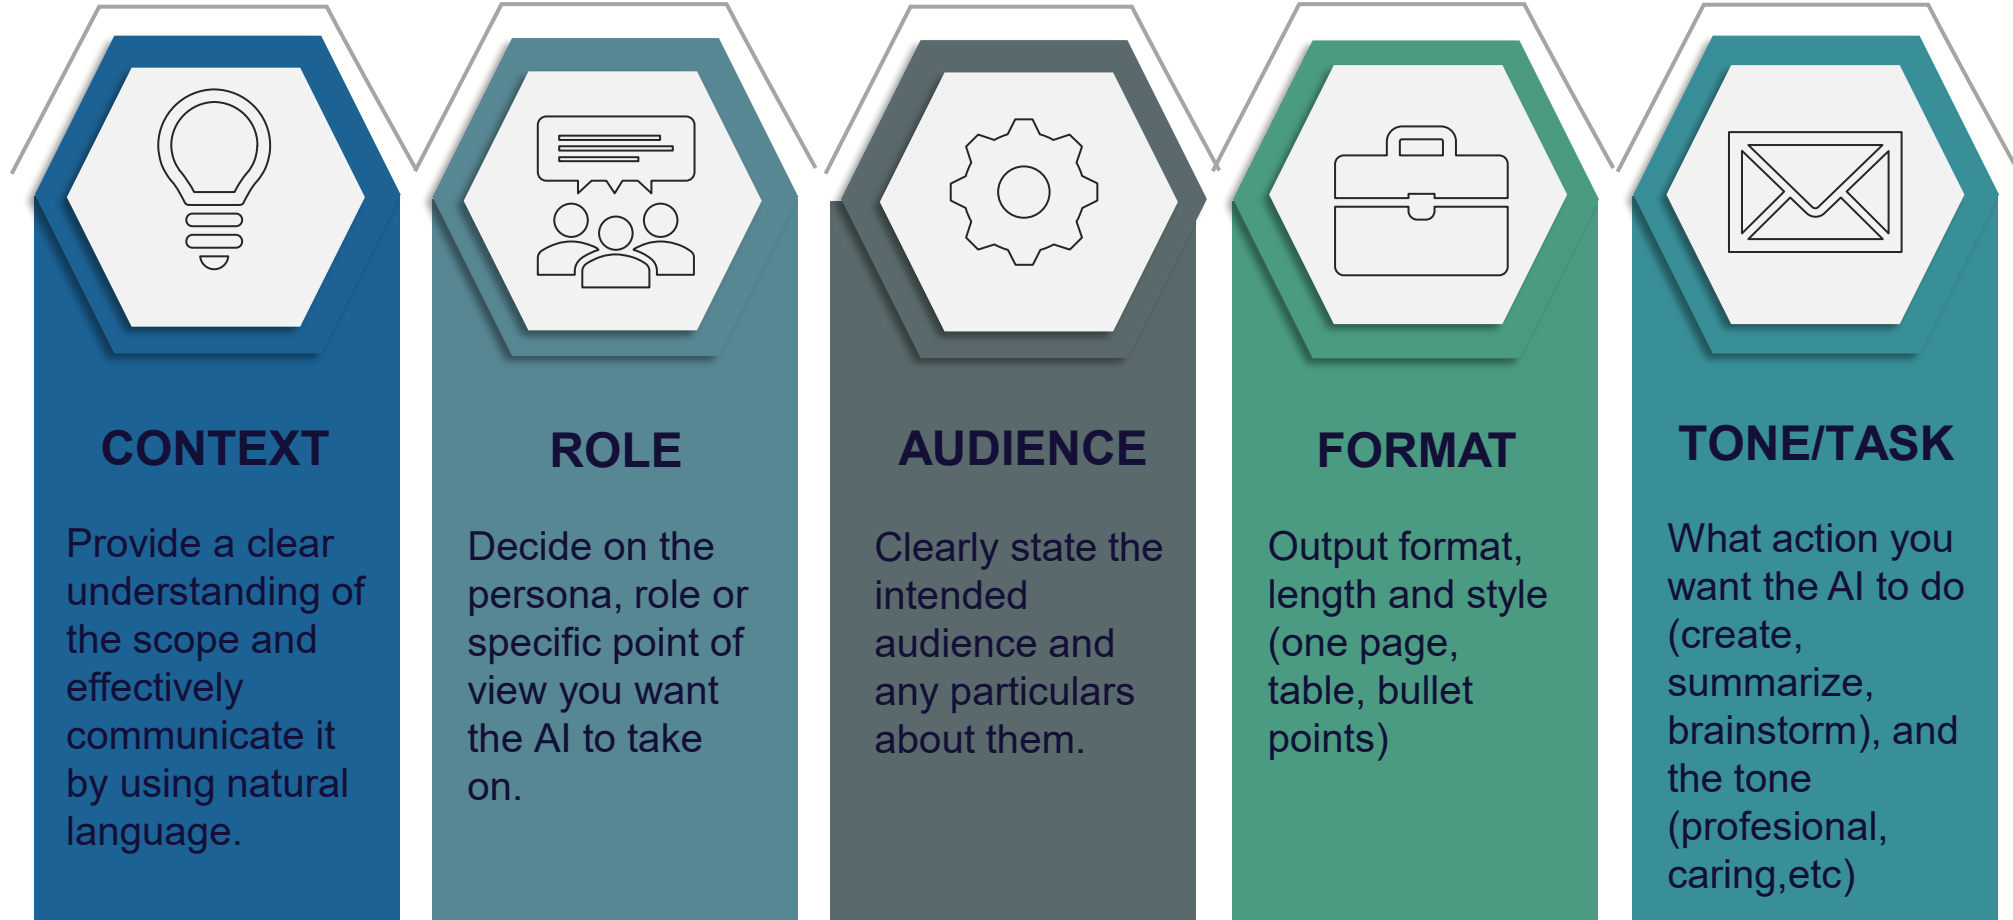 CONTEXT
Provide a clear
understanding of
the scope and
effectively
communicate it
by using natural
language.
ROLE
Decide on the
persona, role or
specific point of
view you want
the AI to take
on.
AUDIENCE
Clearly state the
intended
audience and
any particulars
about them.
FORMAT
Output format,
length and style
(one page,
table, bullet
points)
TONE/TASK
What action you
want the AI to do
(create,
summarize,
brainstorm), and
the tone
(profesional,
caring,etc)